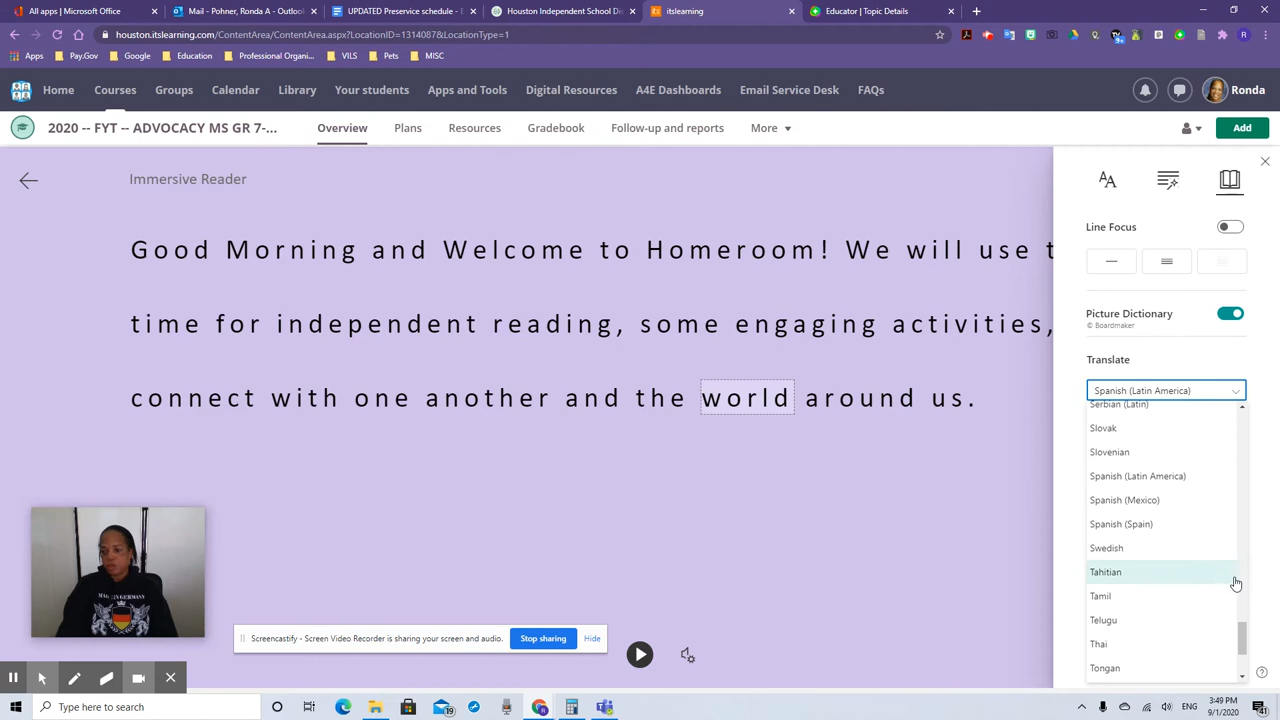 All apps | Process
Mail - Pohner, Ronda A - Outlook
UPDATED Preservice schedule - E
Houston Independent School Di
itslearning
Educator | Topic Details
houston.itslearning.com/ContentArea/ContentArea.aspx?LocationID=1314087&LocationType=1
Apps
Pay.Gov
Google
Education
Professional Organi...
VILS
Pets
MISC
Home
Courses
Groups
Calendar
Library
Your students
Apps and Tools
Digital Resources
A4E Dashboards
Email Service Desk
FAQs
Ronda
2020 -- FYT -- ADVOCACY MS GR 7-...
Overview
Plans
Resources
Gradebook
Follow-up and reports
More
Add
Immersive Reader
Good Morning and Welcome to Homeroom! We will use t
time for independent reading, some engaging activities,
connect with one another and the world around us.
Line Focus
Picture Dictionary
© Boardmaker
Translate
Spanish (Latin America)
Serbian (Latin)
Slovak
Slovenian
Spanish (Latin America)
Spanish (Mexico)
Spanish (Spain)
Swedish
Tahitian
Tamil
Telugu
Thai
Tongan
Screencastify - Screen Video Recorder is sharing your screen and audio.
Stop sharing
Hide
Type here to search
3:49 PM
9/1/2020